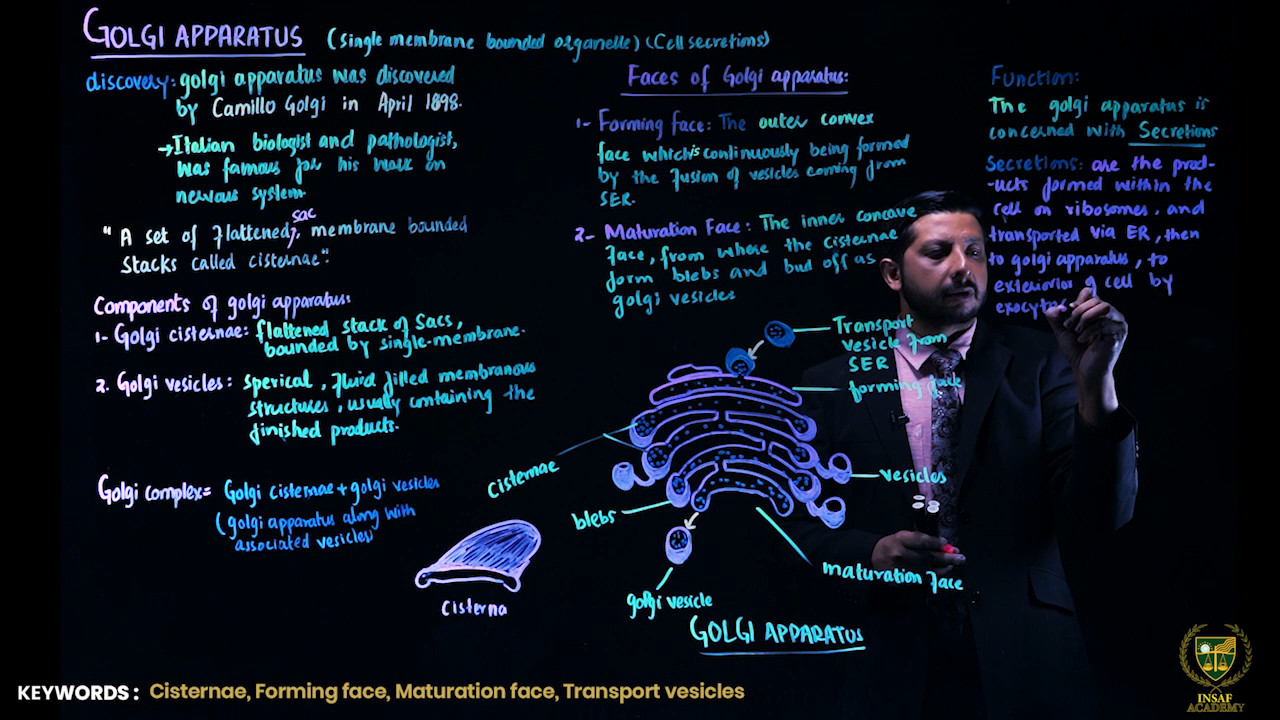 GOLGI APPARATUS (single membrane bounded organelle) (Cell secretions)
discovery: golgi apparatus was discovered
by Camillo Golgi in April 1898.
→Italian biologist and pathologist,
was famous for his work on
nervous system.
sac
" A set of flattened, membrane bounded
stacks called cisternae".
Components of golgi apparatus:
1- Golgi cisternae: flattened stack of sacs,
bounded by single-membrane.
2. Golgi vesicles: sperical, fluid filled membranous
structures, usually containing the
finished products.
Golgi complex= Golgi cisternae+golgi vesicles
(golgi apparatus along with
associated vesicles)
cisterna
Faces of Golgi apparatus:
1- Forming face: The outer convex
face which is continuously being formed
by the fusion of vesicles coming from
SER.
2- Maturation Face: The inner concave
face, from where the cisternae
form blebs and bud off as
golgi vesicles
Transport
vesicle from
SER
forming face
cisternae
vesicles
blebs
maturation face
golgi vesicle
GOLGI APPARATUS
Function:
The golgi apparatus is
concerned with Secretions
Secretions: are the prod-
-ucts formed within the
cell on ribosomes, and
transported via ER, then
to golgi apparatus, to
of cell by
KEYWORDS : Cisternae, Forming face, Maturation face, Transport vesicles
INSAF
ACADEMY